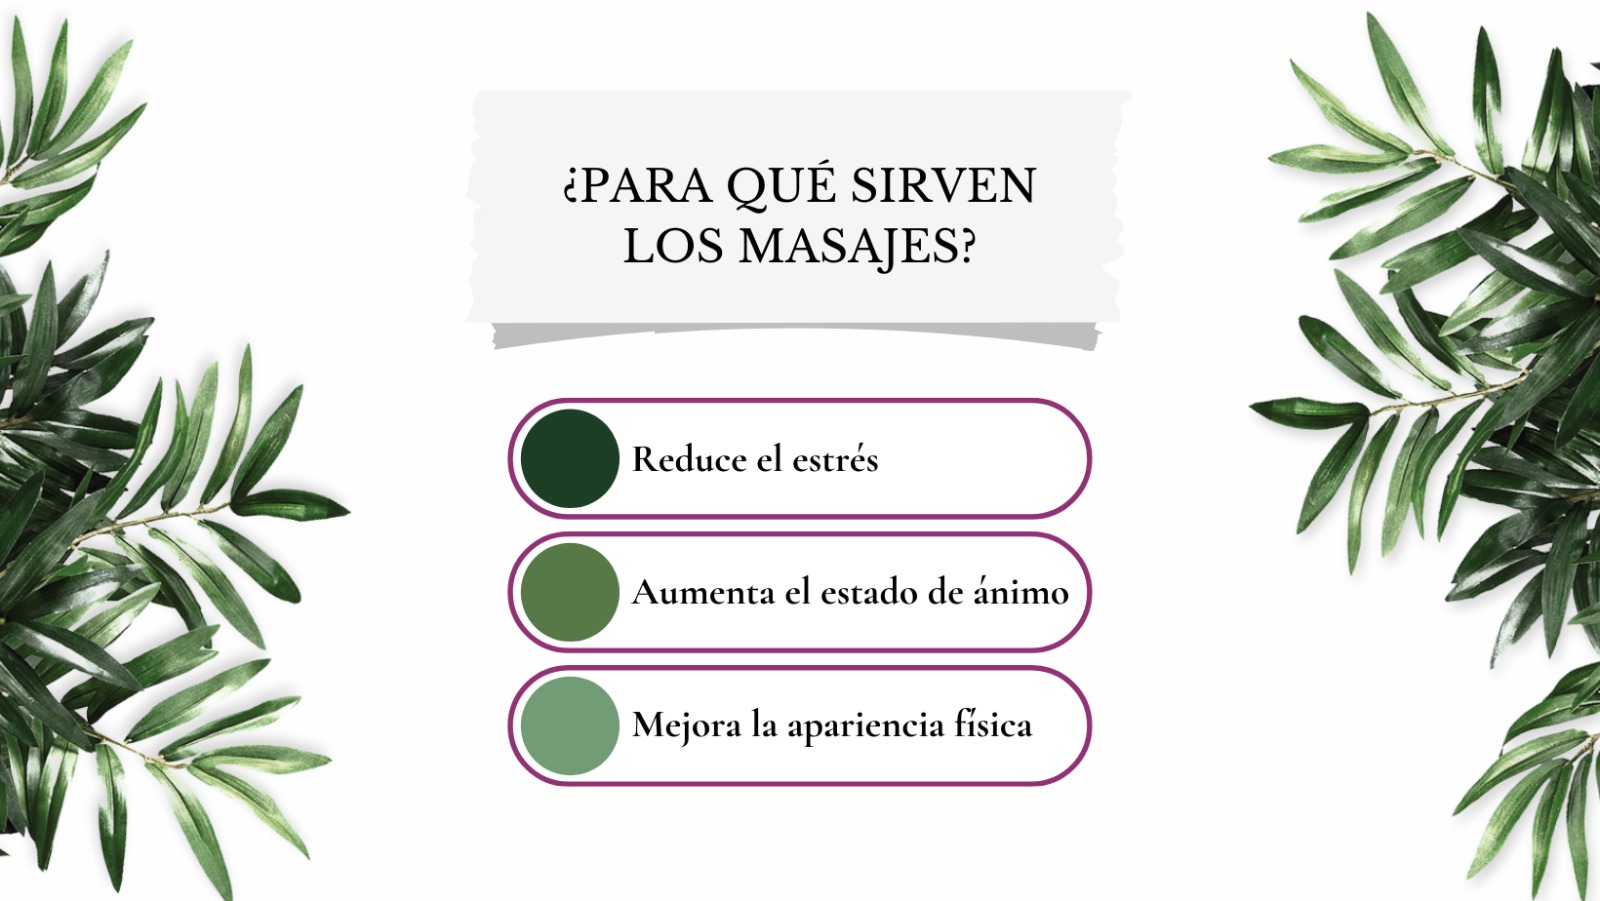 ¿PARA QUÉ SIRVEN
LOS MASAJES?
Reduce el estrés
Aumenta el estado de ánimo
Mejora la apariencia física